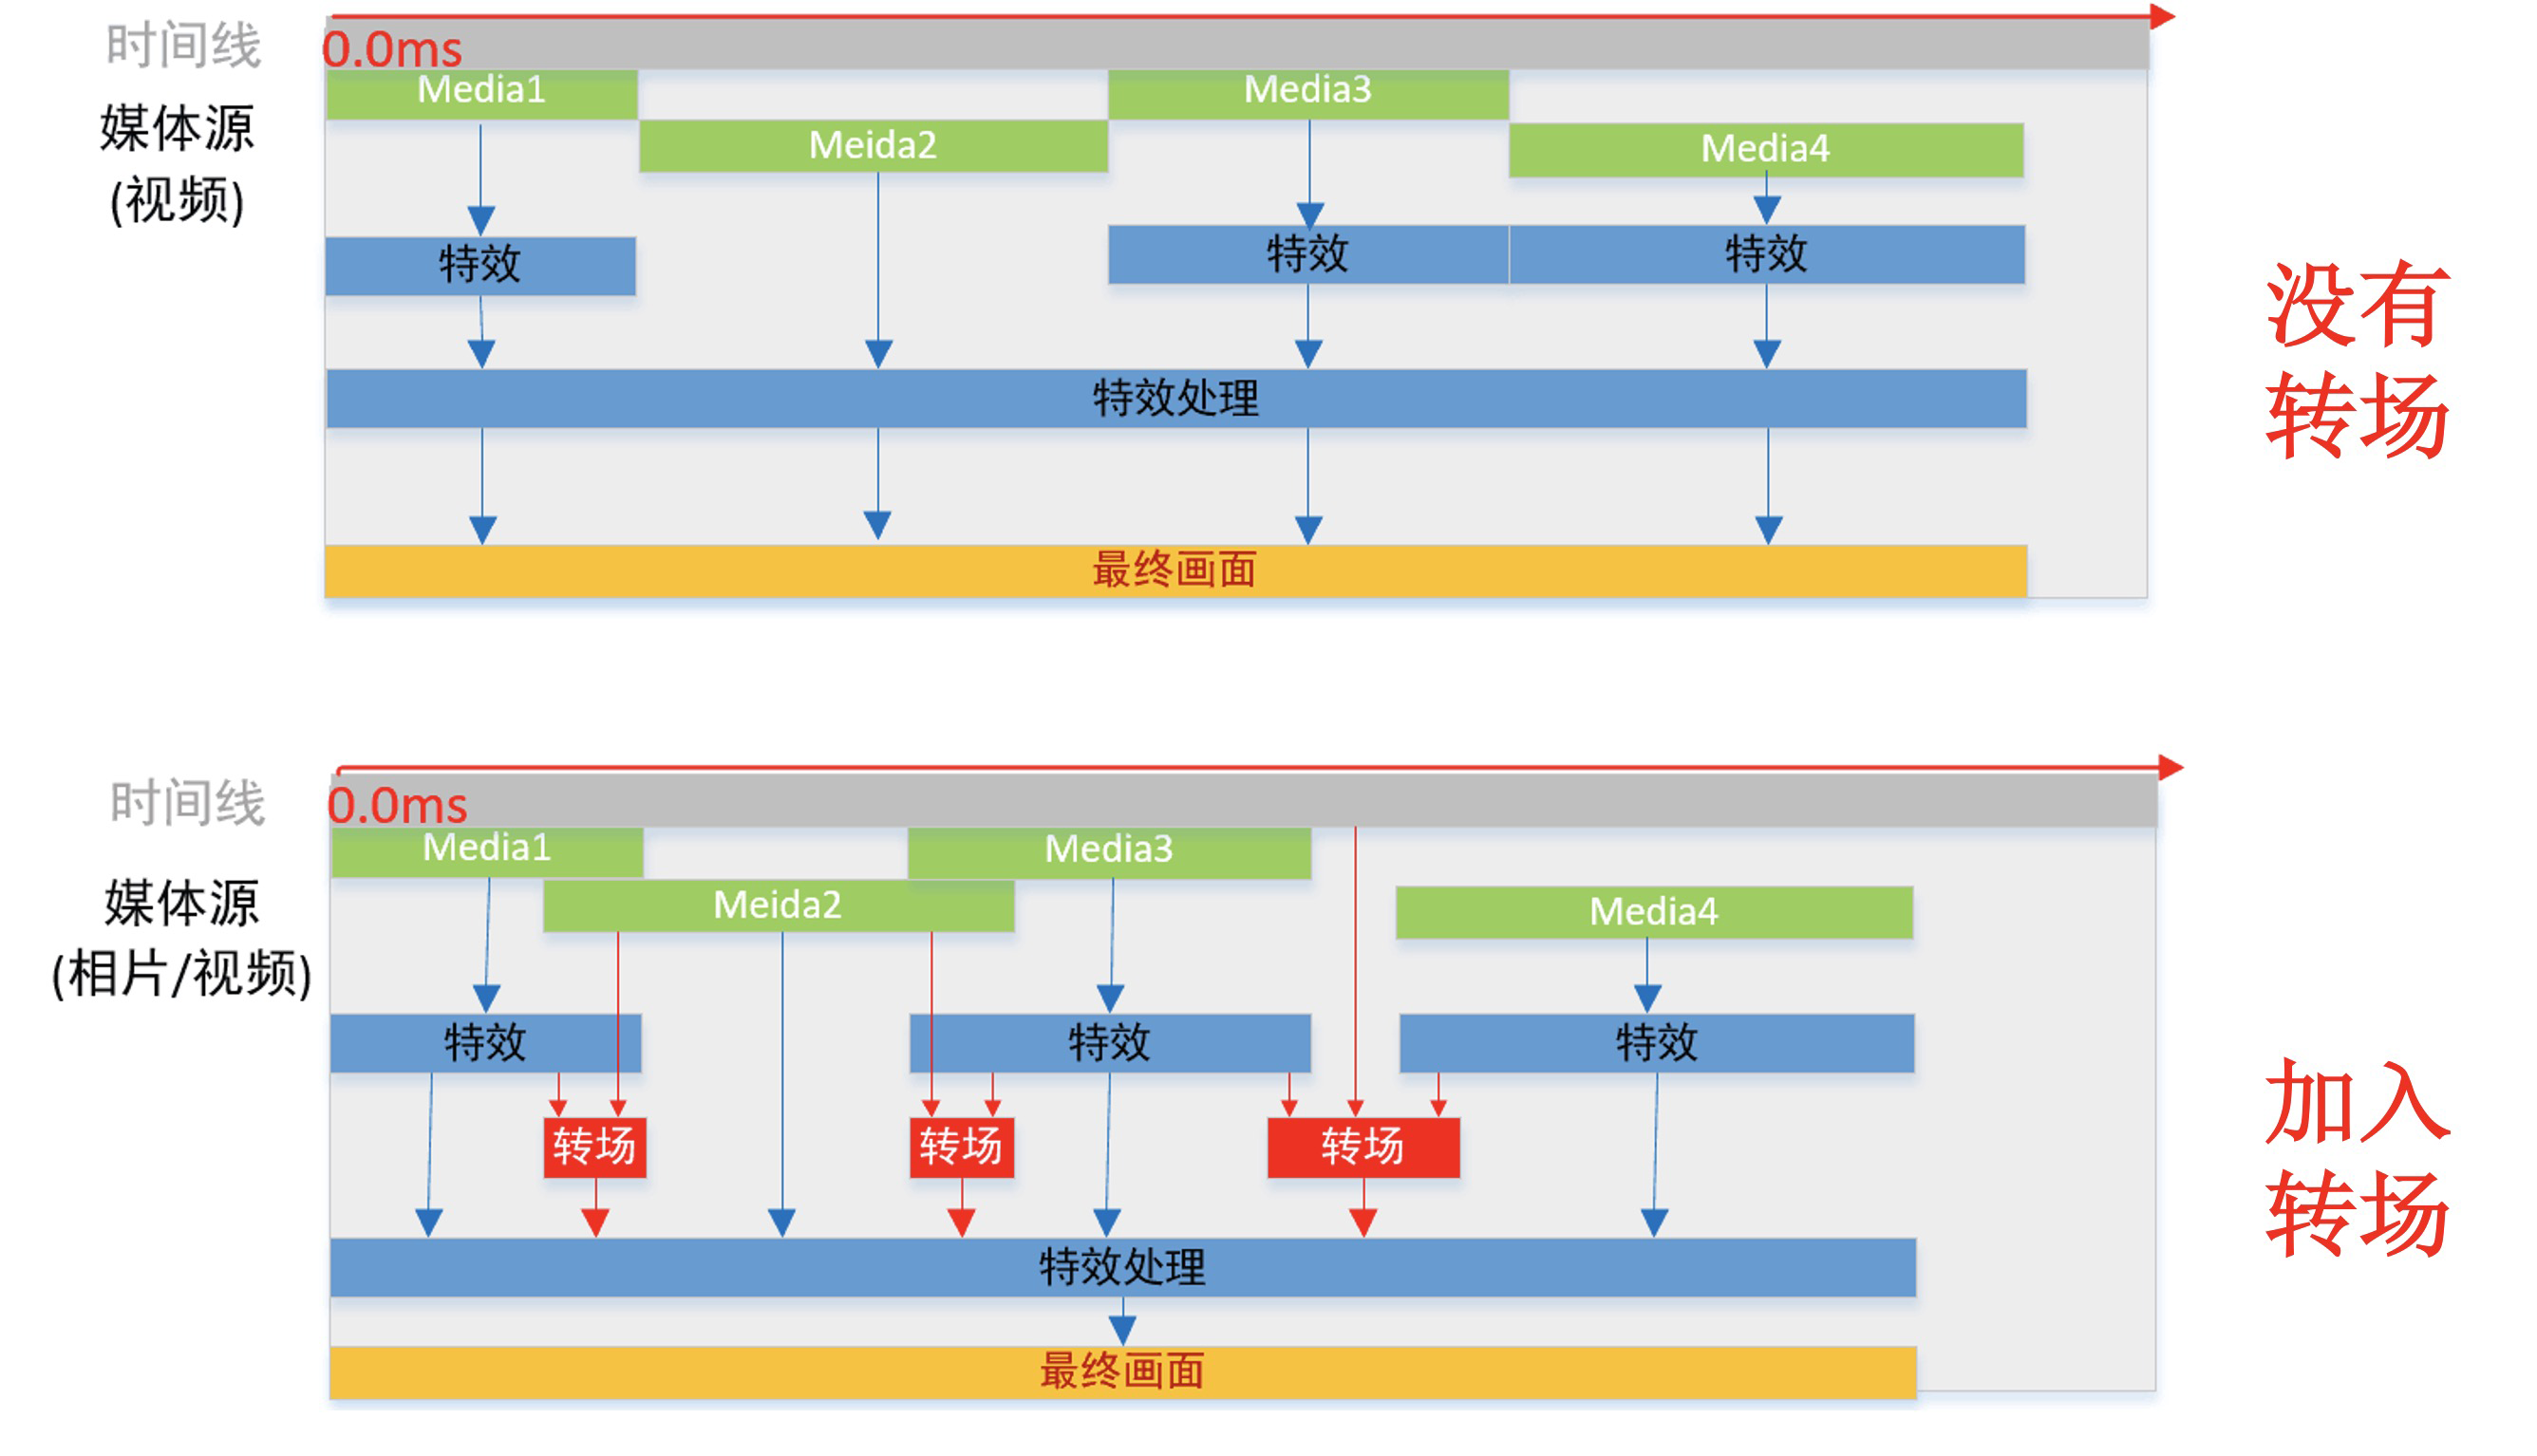 时间线
0.0ms
Media1
Media3
媒体源
(视频)
Meida2
Media4
特效
特效
特效
特效处理
最终画面
没有
转场
时间线
0.0ms
Media1
Media3
媒体源
(相片/视频)
Meida2
Media4
特效
特效
特效
转场
转场
转场
特效处理
最终画面
加入
转场